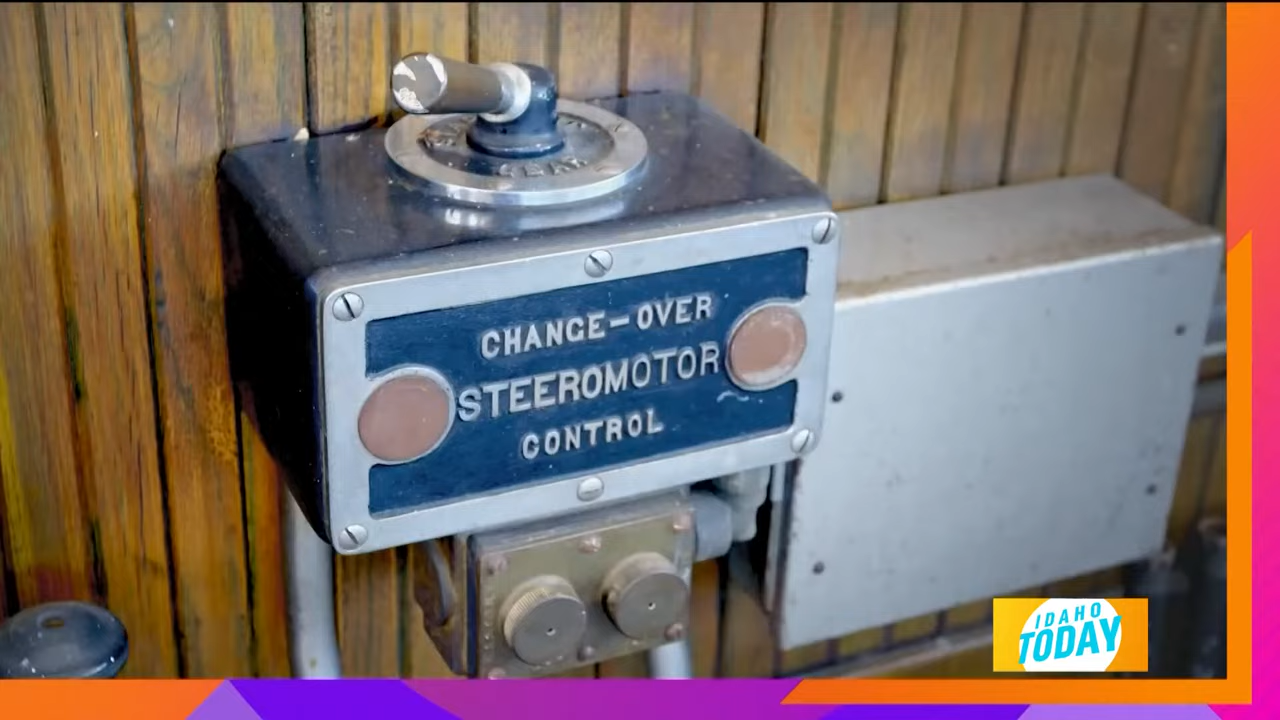 CHANGE-OVER
STEEROMOTOR
CONTROL
IDAHO
TODAY